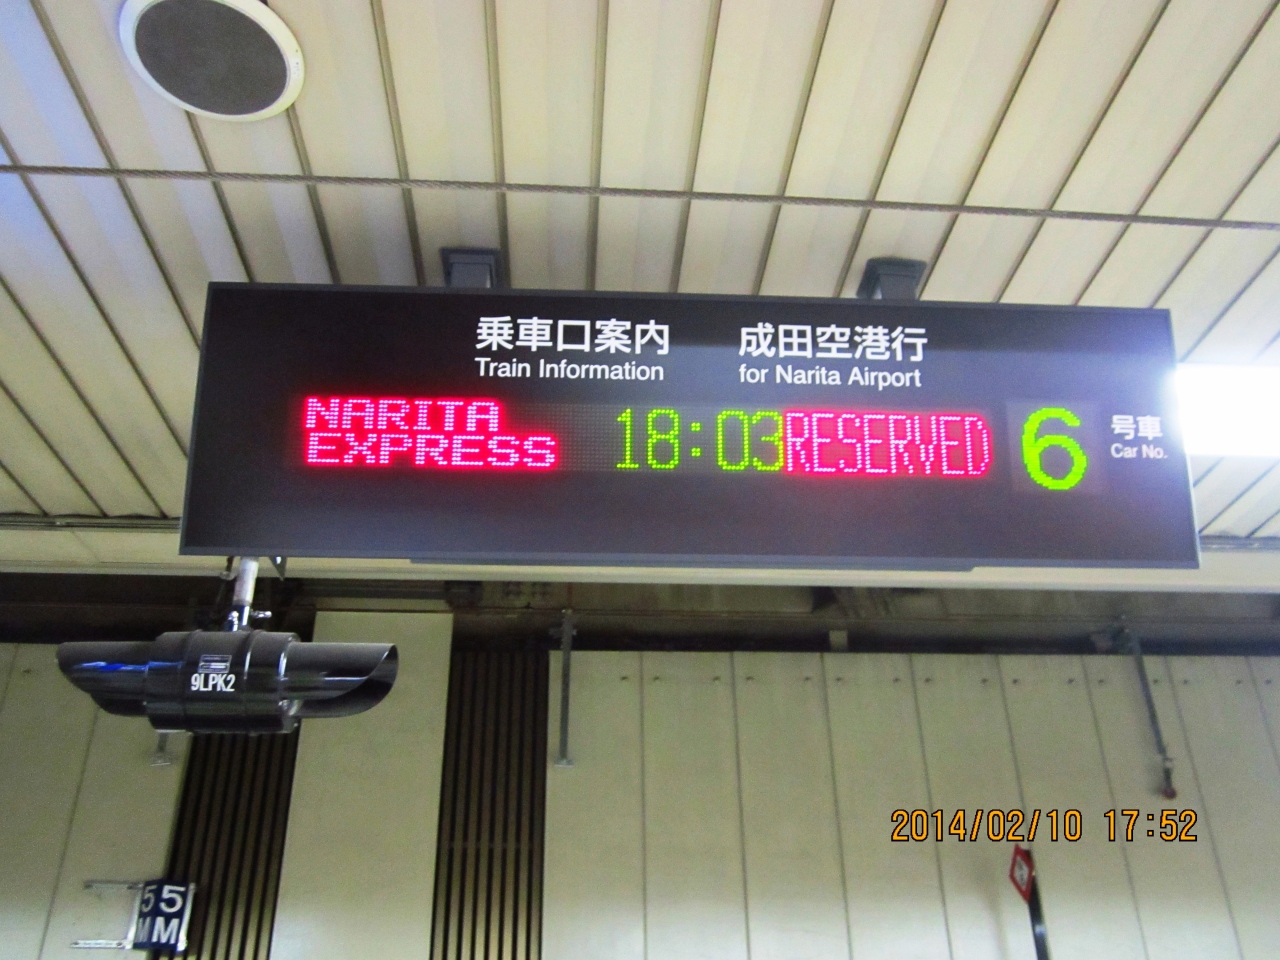 乗車口案内 成田空港行
Train Information for Narita Airport
NARITA
EXPRESS
18:03 RESERVED 6
号車
Car No.
9LPK2
55
M M
2014/02/10 17:52